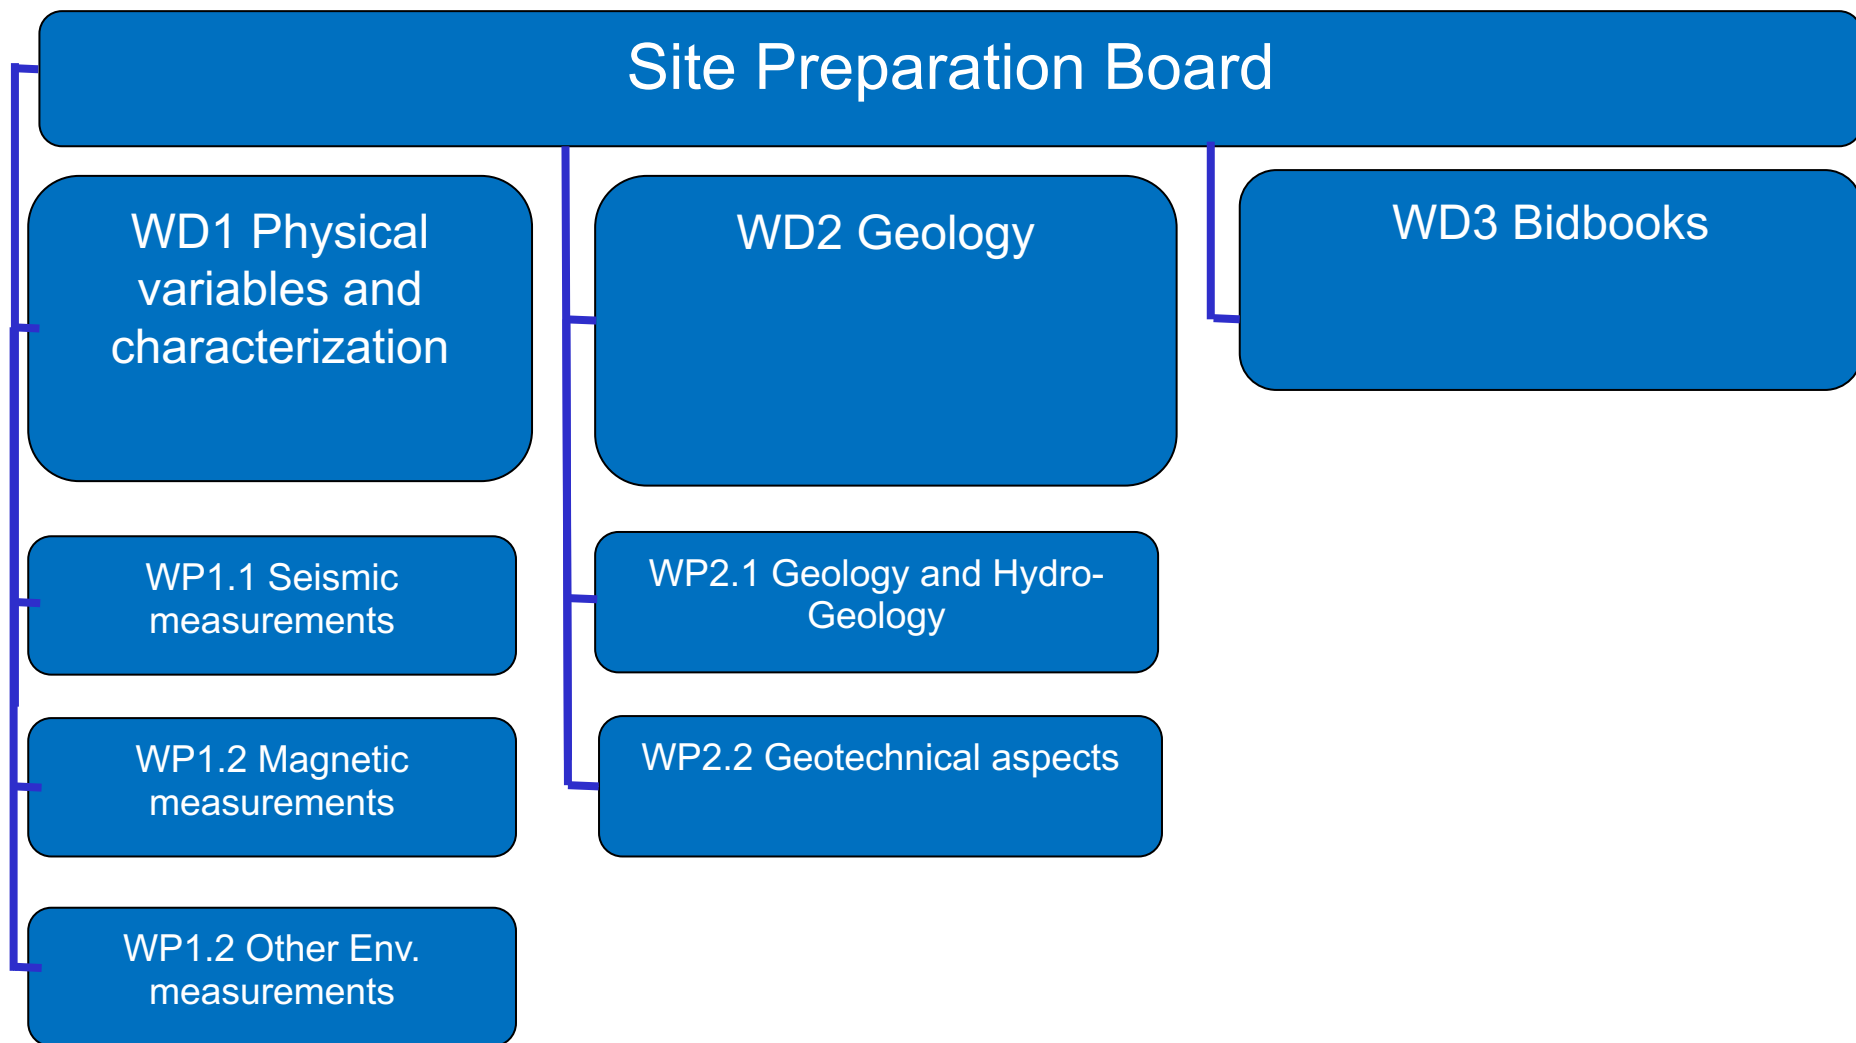 Site Preparation Board
WD1 Physical
variables and
characterization
WD2 Geology
WD3 Bidbooks
WP1.1 Seismic
measurements
WP2.1 Geology and Hydro-
Geology
WP1.2 Magnetic
measurements
WP2.2 Geotechnical aspects
WP1.2 Other Env.
measurements